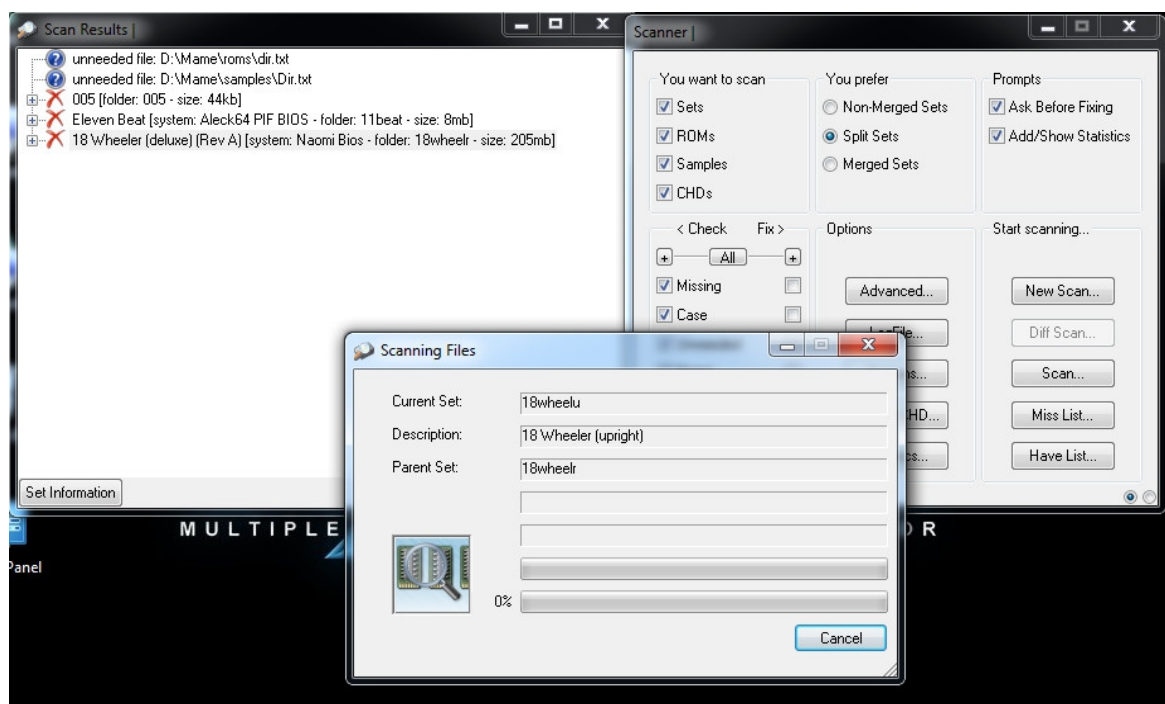 Scan Results |
unneeded file: D:\Mame\roms\dir.txt
unneeded file: D:\Mame\samples\Dir.txt
005 [folder: 005 - size: 44kb]
Eleven Beat [system: Aleck64 PIF BIOS - folder: 11beat - size: 8mb]
18 Wheeler (deluxe) (Rev A) [system: Naomi Bios - folder: 18wheelr - size: 205mb]
Set Information
Scanner |
You want to scan
Sets
ROMs
Samples
CHDs
You prefer
Non-Merged Sets
Split Sets
Merged Sets
Prompts
Ask Before Fixing
Add/Show Statistics
< Check Fix >
All
Missing
Case
Options
Advanced...
Start scanning...
New Scan...
Diff Scan...
Scan...
Miss List...
Have List...
Scanning Files
Current Set: 18wheelu
Description: 18 Wheeler (upright)
Parent Set: 18wheelr
0%
Cancel
MULTIPLE